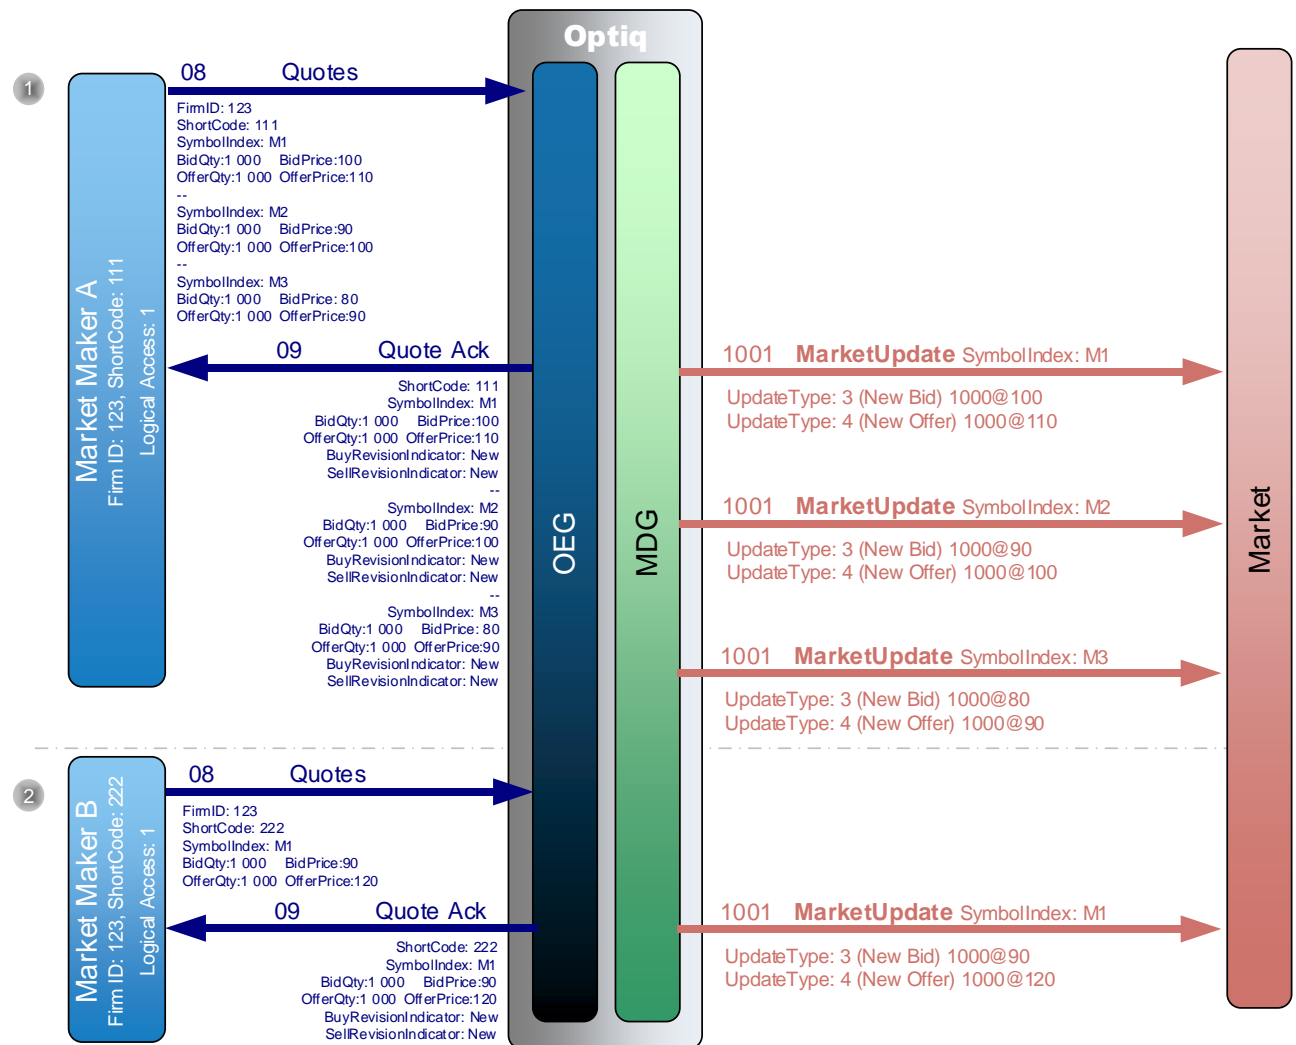 Optiq
1
08 Quotes
FirmID: 123
ShortCode: 111
SymbolIndex: M1
BidQty:1 000 BidPrice:100
OfferQty:1 000 OfferPrice:110
--
SymbolIndex: M2
BidQty:1 000 BidPrice:90
OfferQty:1 000 OfferPrice:100
--
SymbolIndex: M3
BidQty:1 000 BidPrice: 80
OfferQty:1 000 OfferPrice:90
Market Maker A
Firm ID: 123, ShortCode: 111
Logical Access: 1
09 Quote Ack
ShortCode: 111
SymbolIndex: M1
BidQty:1 000 BidPrice:100
OfferQty:1 000 OfferPrice:110
BuyRevisionIndicator: New
SellRevisionIndicator: New
--
SymbolIndex: M2
BidQty:1 000 BidPrice:90
OfferQty:1 000 OfferPrice:100
BuyRevisionIndicator: New
SellRevisionIndicator: New
--
SymbolIndex: M3
BidQty:1 000 BidPrice: 80
OfferQty:1 000 OfferPrice:90
BuyRevisionIndicator: New
SellRevisionIndicator: New
OEG
MDG
1001 MarketUpdate SymbolIndex: M1
UpdateType: 3 (New Bid) 1000@100
UpdateType: 4 (New Offer) 1000@110
1001 MarketUpdate SymbolIndex: M2
UpdateType: 3 (New Bid) 1000@90
UpdateType: 4 (New Offer) 1000@100
1001 MarketUpdate SymbolIndex: M3
UpdateType: 3 (New Bid) 1000@80
UpdateType: 4 (New Offer) 1000@90
Market
2
Market Maker B
Firm ID: 123, ShortCode: 222
Logical Access: 1
08 Quotes
FirmID: 123
ShortCode: 222
SymbolIndex: M1
BidQty:1 000 BidPrice:90
OfferQty:1 000 OfferPrice:120
09 Quote Ack
ShortCode: 222
SymbolIndex: M1
BidQty:1 000 BidPrice:90
OfferQty:1 000 OfferPrice:120
BuyRevisionIndicator: New
SellRevisionIndicator: New
1001 MarketUpdate SymbolIndex: M1
UpdateType: 3 (New Bid) 1000@90
UpdateType: 4 (New Offer) 1000@120